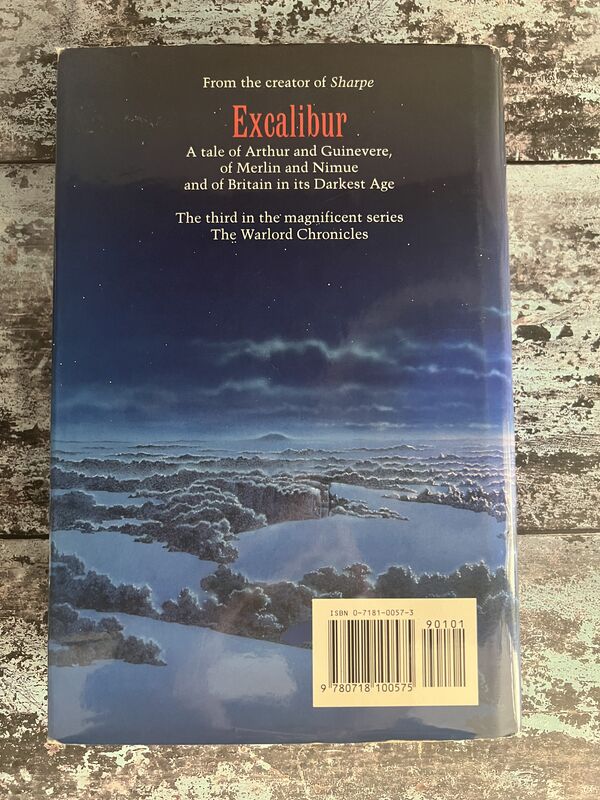 From the creator of Sharpe
Excalibur
A tale of Arthur and Guinevere,
of Merlin and Nimue
and of Britain in its Darkest Age
The third in the magnificent series
The Warlord Chronicles
ISBN 0-7181-0057-3
90101
9 780718 100575